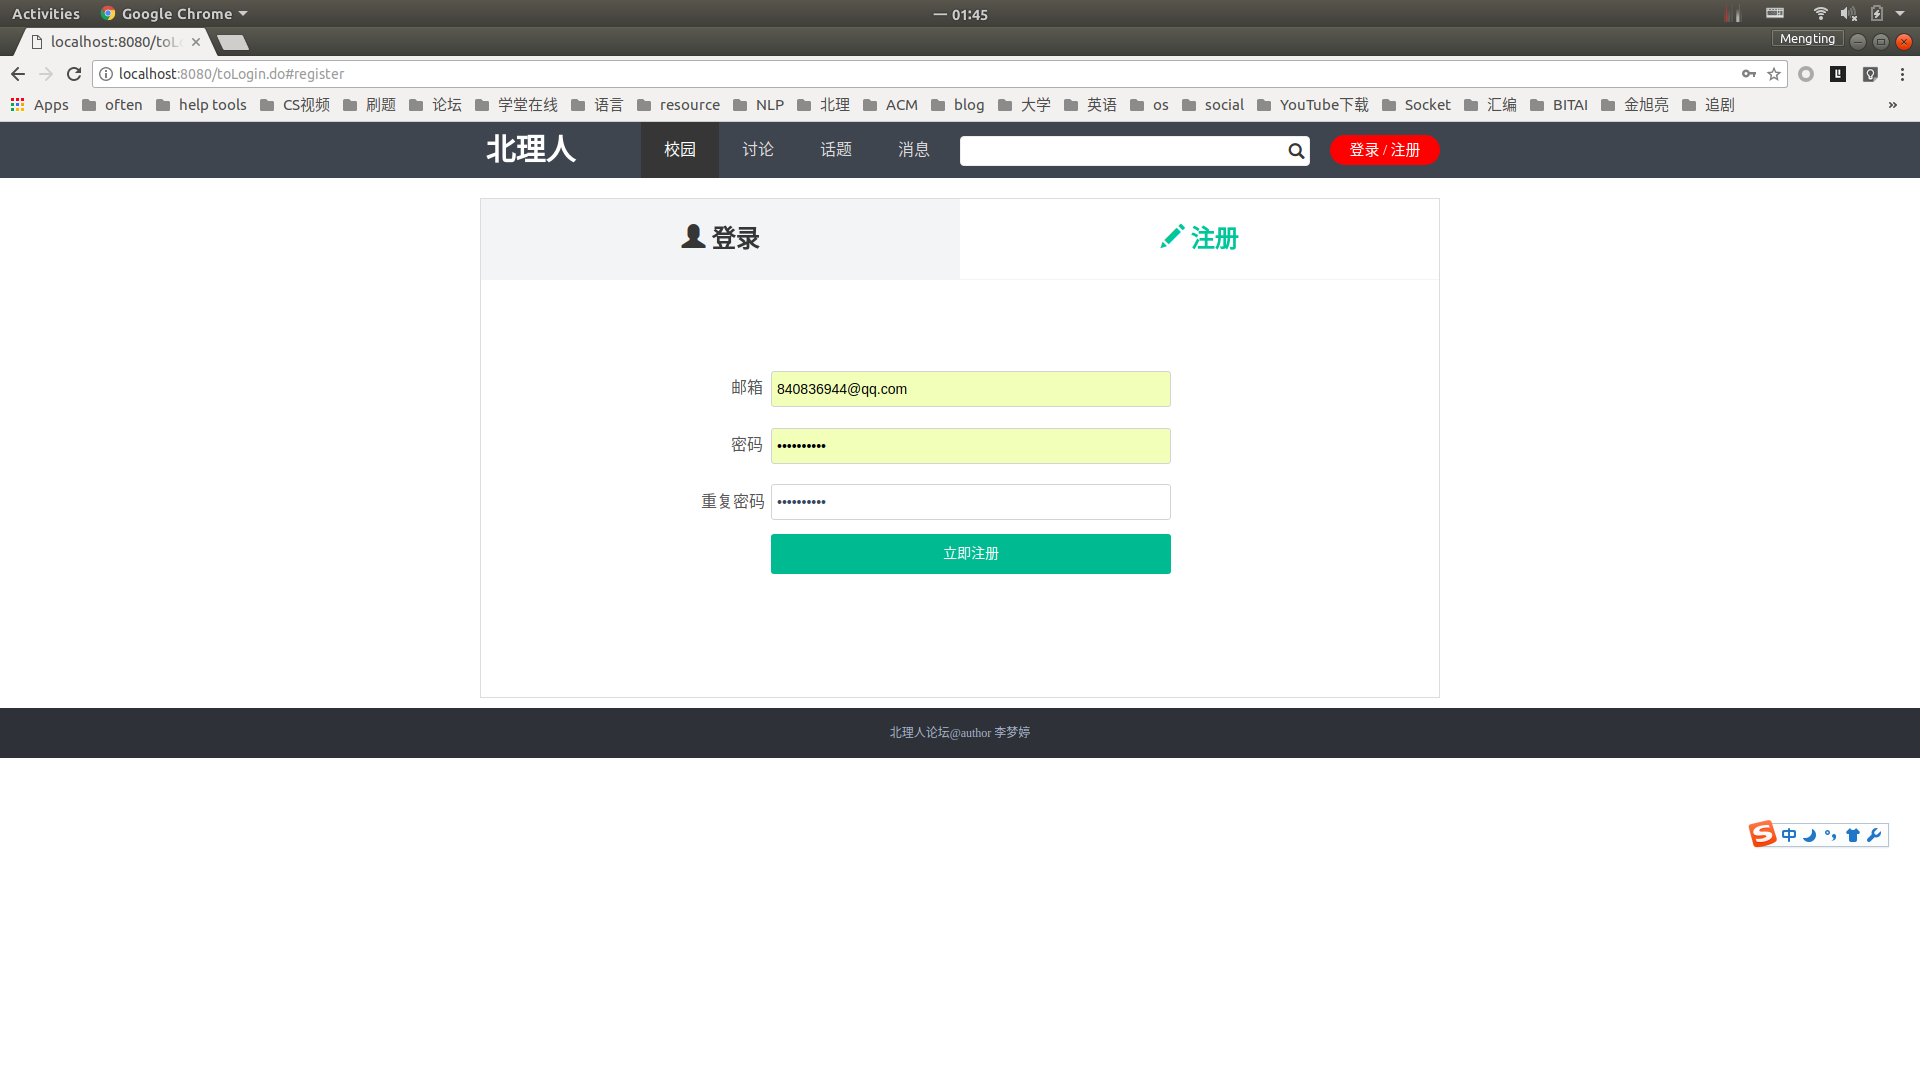 Activities Google Chrome 一 01:45
localhost:8080/toL Mengting
localhost:8080/toLogin.do#register
Apps often help tools CS视频 刷题 论坛 学堂在线 语言 resource NLP 北理 ACM blog 大学 英语 os social YouTube下载 Socket 汇编 BITAI 金旭亮 追剧 »
北理人 校园 讨论 话题 消息 登录 / 注册
登录 注册
邮箱 840836944@qq.com
密码 ••••••••••
重复密码 ••••••••••
立即注册
北理人论坛@author 李梦婷
S 中